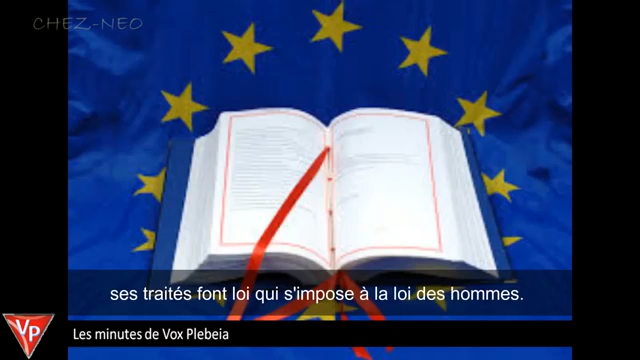 CHEZ-NEO
ses traités font loi qui s'impose à la loi des hommes.
VP
Les minutes de Vox Plebeia